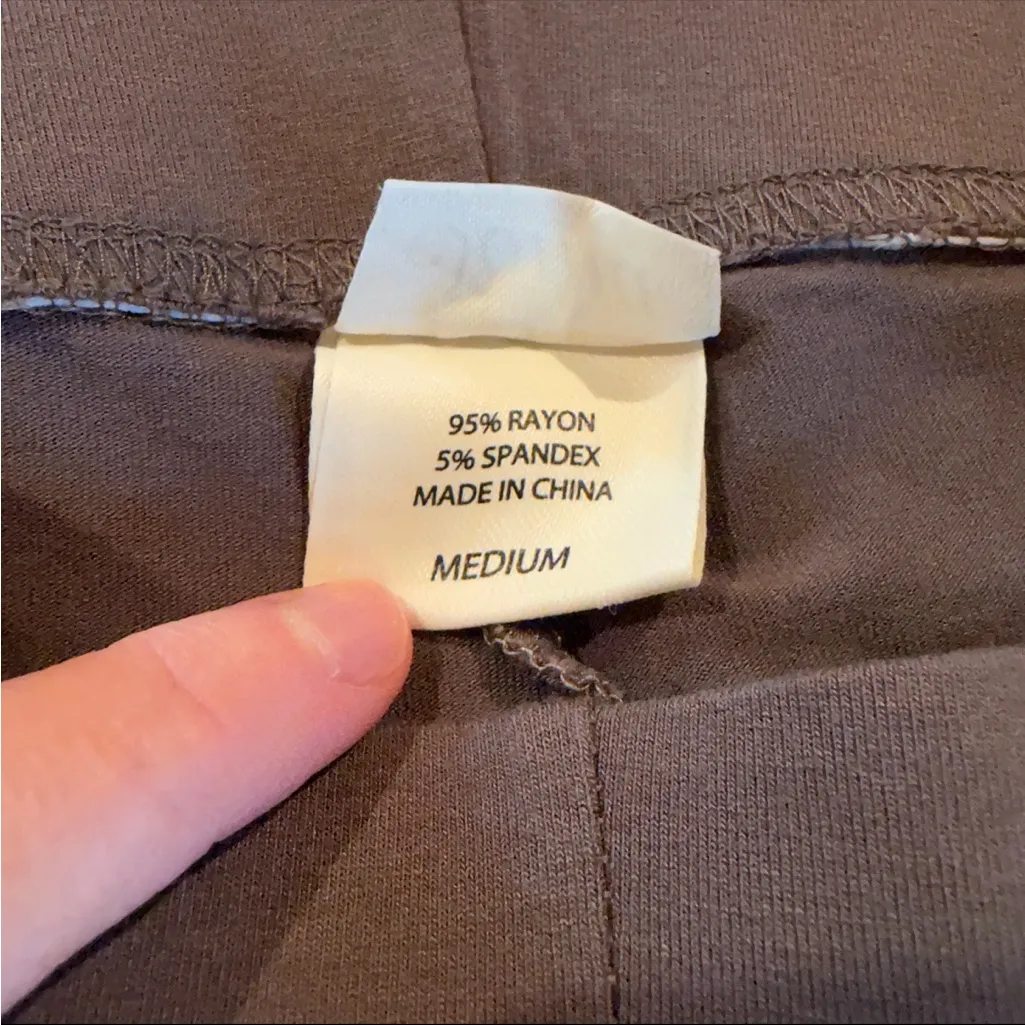 95% RAYON
5% SPANDEX
MADE IN CHINA
MEDIUM